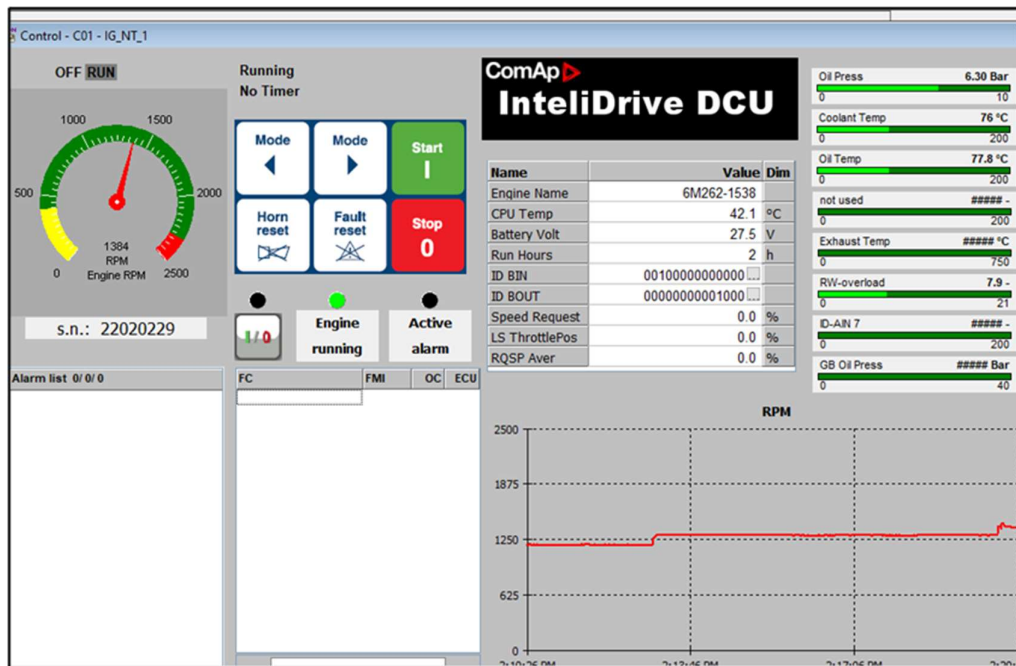 Control - C01 - IG_NT_1
OFF RUN
Running
No Timer
0
500
1000
1500
2000
2500
1384
RPM
Engine RPM
s.n.: 22020229
Mode
Mode
Start
I
Horn
reset
Fault
reset
Stop
0
I / 0
Engine
running
Active
alarm
ComAp
InteliDrive DCU
Name Value Dim
Engine Name 6M262-1538
CPU Temp 42.1 °C
Battery Volt 27.5 V
Run Hours 2 h
ID BIN 00100000000000 ...
ID BOUT 00000000001000 ...
Speed Request 0.0 %
LS ThrottlePos 0.0 %
RQSP Aver 0.0 %
Oil Press 6.30 Bar
0 10
Coolant Temp 76 °C
0 200
Oil Temp 77.8 °C
0 200
not used ##### -
0 200
Exhaust Temp ##### °C
0 750
RW-overload 7.9 -
0 21
ID-AIN 7 ##### -
0 200
GB Oil Press ##### Bar
0 40
Alarm list 0/ 0/ 0
FC FMI OC ECU
RPM
2500
1875
1250
625
0